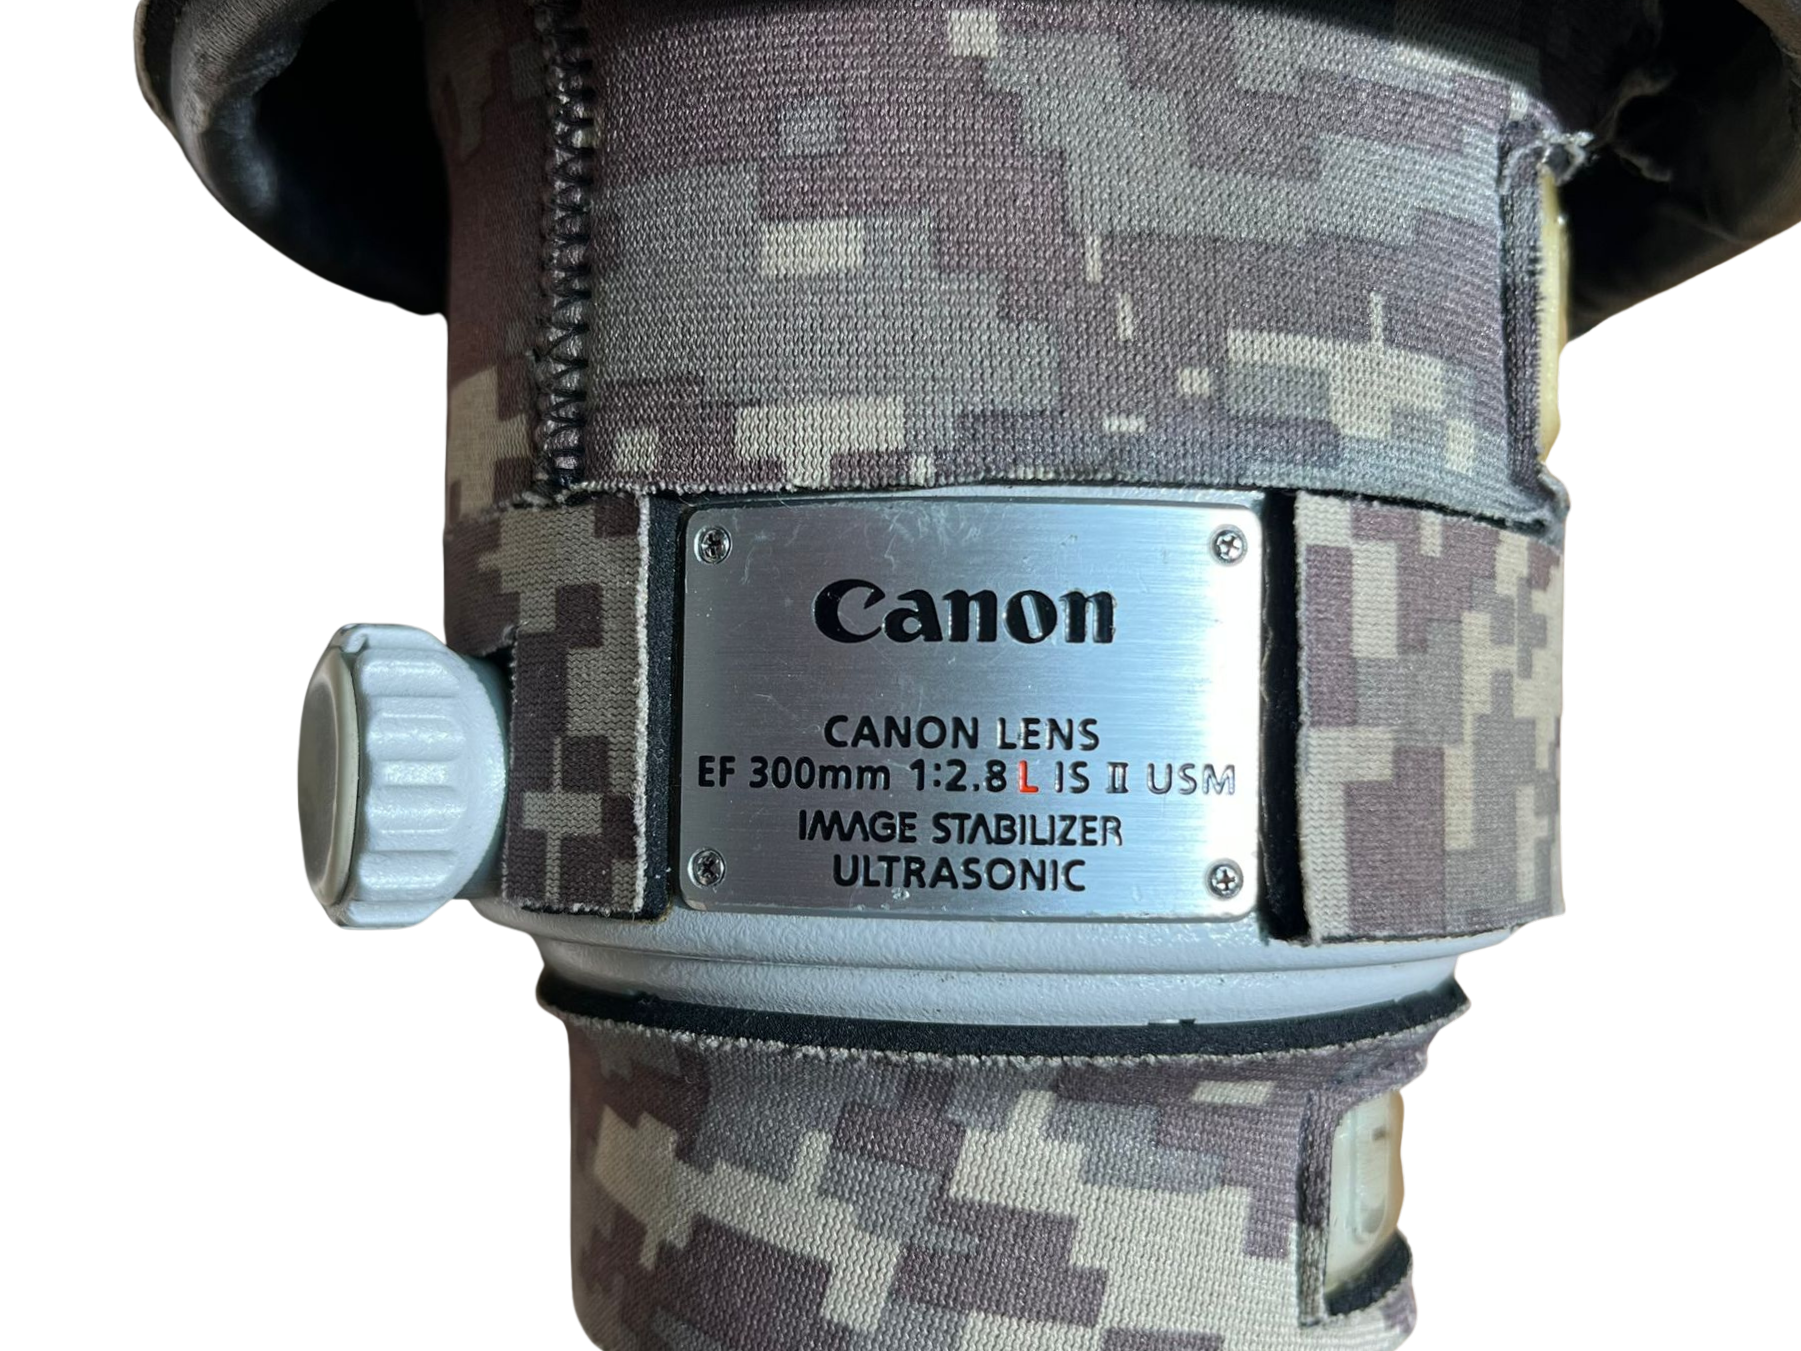 Canon
CANON LENS
EF 300mm 1:2.8 L IS II USM
IMAGE STABILIZER
ULTRASONIC